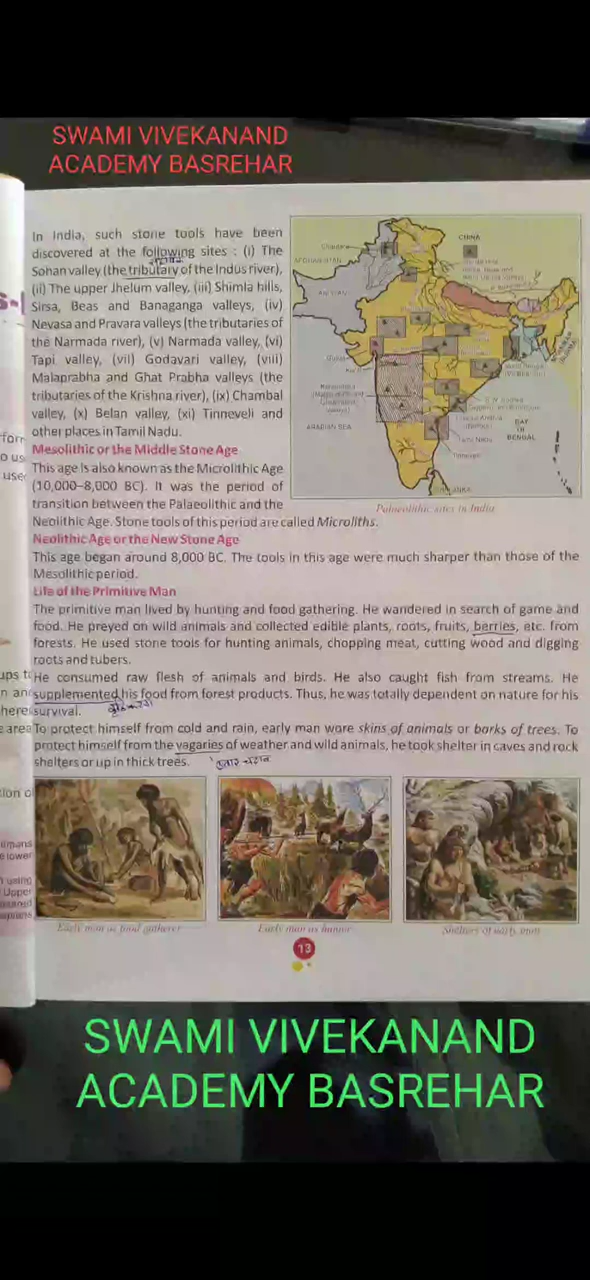 SWAMI VIVEKANAND
ACADEMY BASREHAR
In India, such stone tools have been
discovered at the following sites : (i) The
Sohan valley (the tributary of the Indus river),
(ii) The upper Jhelum valley, (iii) Shimla hills,
Sirsa, Beas and Banaganga valleys, (iv)
Nevasa and Pravara valleys (the tributaries of
the Narmada river), (v) Narmada valley, (vi)
Tapi valley, (vii) Godavari valley, (viii)
Malaprabha and Ghat Prabha valleys (the
tributaries of the Krishna river), (ix) Chambal
valley, (x) Belan valley, (xi) Tinneveli and
other places in Tamil Nadu.
CHINA
AFGHANISTAN
ARABIAN SEA
BAY
OF
BENGAL
Palaeolithic sites in India
Mesolithic or the Middle Stone Age
This age is also known as the Microlithic Age
(10,000–8,000 BC). It was the period of
transition between the Palaeolithic and the
Neolithic Age. Stone tools of this period are called Microliths.
Neolithic Age or the New Stone Age
This age began around 8,000 BC. The tools in this age were much sharper than those of the
Mesolithic period.
Life of the Primitive Man
The primitive man lived by hunting and food gathering. He wandered in search of game and
food. He preyed on wild animals and collected edible plants, roots, fruits, berries, etc. from
forests. He used stone tools for hunting animals, chopping meat, cutting wood and digging
roots and tubers.
He consumed raw flesh of animals and birds. He also caught fish from streams. He
supplemented his food from forest products. Thus, he was totally dependent on nature for his
survival.
To protect himself from cold and rain, early man wore skins of animals or barks of trees. To
protect himself from the vagaries of weather and wild animals, he took shelter in caves and rock
shelters or up in thick trees.
Early man as food gatherer
Early man as hunter
Shelters of early man
13
SWAMI VIVEKANAND
ACADEMY BASREHAR